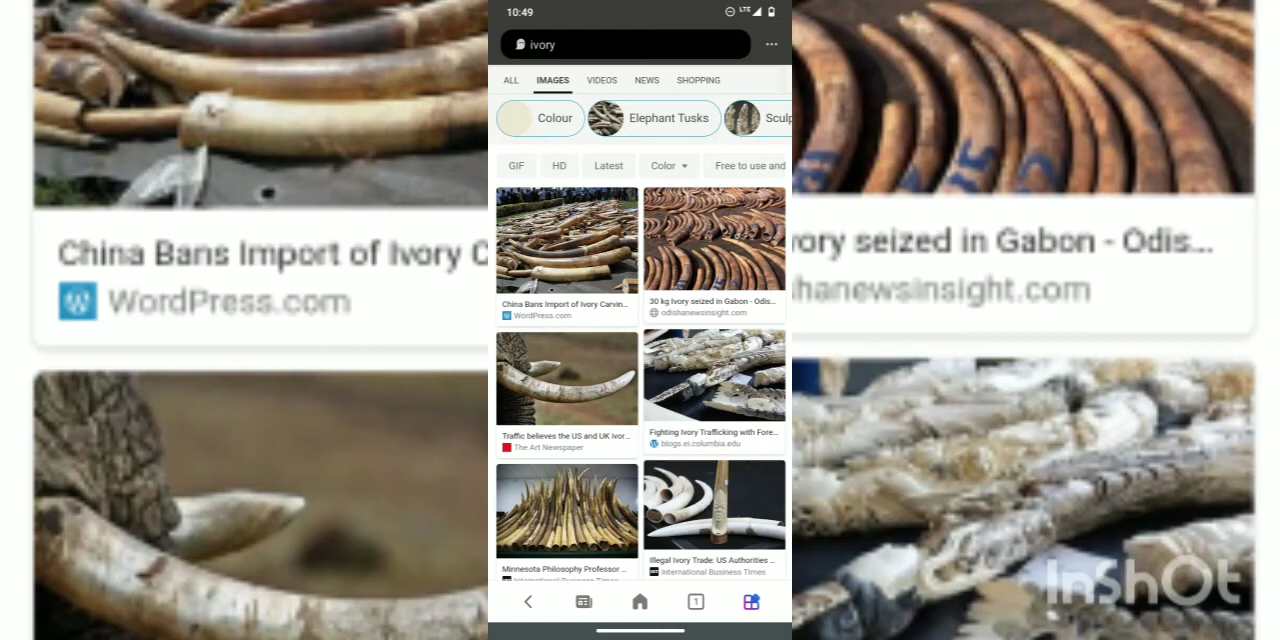 10:49
LTE
ivory
ALL IMAGES VIDEOS NEWS SHOPPING
Colour Elephant Tusks Sculp
GIF HD Latest Color Free to use and
China Bans Import of Ivory Carvin...
WordPress.com
30 kg Ivory seized in Gabon - Odis...
odishanewsinsight.com
Traffic believes the US and UK ivor...
The Art Newspaper
Fighting Ivory Trafficking with Fore...
blogs.ei.columbia.edu
Minnesota Philosophy Professor ...
International Business Times
Illegal Ivory Trade: US Authorities ...
International Business Times
1
China Bans Import of Ivory C
WordPress.com
vory seized in Gabon - Odis...
hanewsinsight.com
InShOt